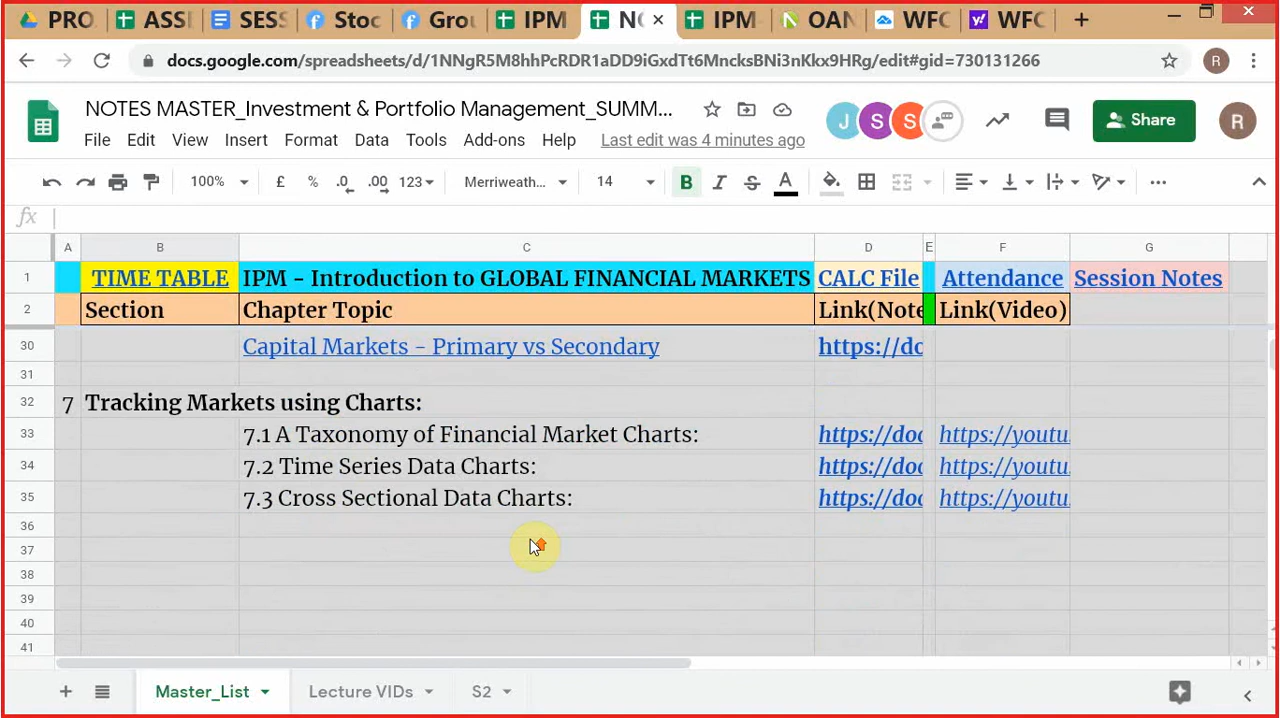 PRO
ASSI
SESS
Stoc
Grou
IPM
NO
IPM
OAN
WFC
WFC
docs.google.com/spreadsheets/d/1NNgR5M8hhPcRDR1aDD9iGxdTt6MncksBNi3nKkx9HRg/edit#gid=730131266
R
NOTES MASTER_Investment & Portfolio Management_SUMM...
File Edit View Insert Format Data Tools Add-ons Help Last edit was 4 minutes ago
J S S
Share
R
100% £ % .0 .00 123 Merriweath... 14 B I S A
fx
A B C D E F G
1 TIME TABLE IPM - Introduction to GLOBAL FINANCIAL MARKETS CALC File Attendance Session Notes
2 Section Chapter Topic Link(Note Link(Video)
30 Capital Markets - Primary vs Secondary https://do
31
32 7 Tracking Markets using Charts:
33 7.1 A Taxonomy of Financial Market Charts: https://doc https://youtu.
34 7.2 Time Series Data Charts: https://doc https://youtu.
35 7.3 Cross Sectional Data Charts: https://doc https://youtu.
36
37
38
39
40
41
Master_List Lecture VIDs S2